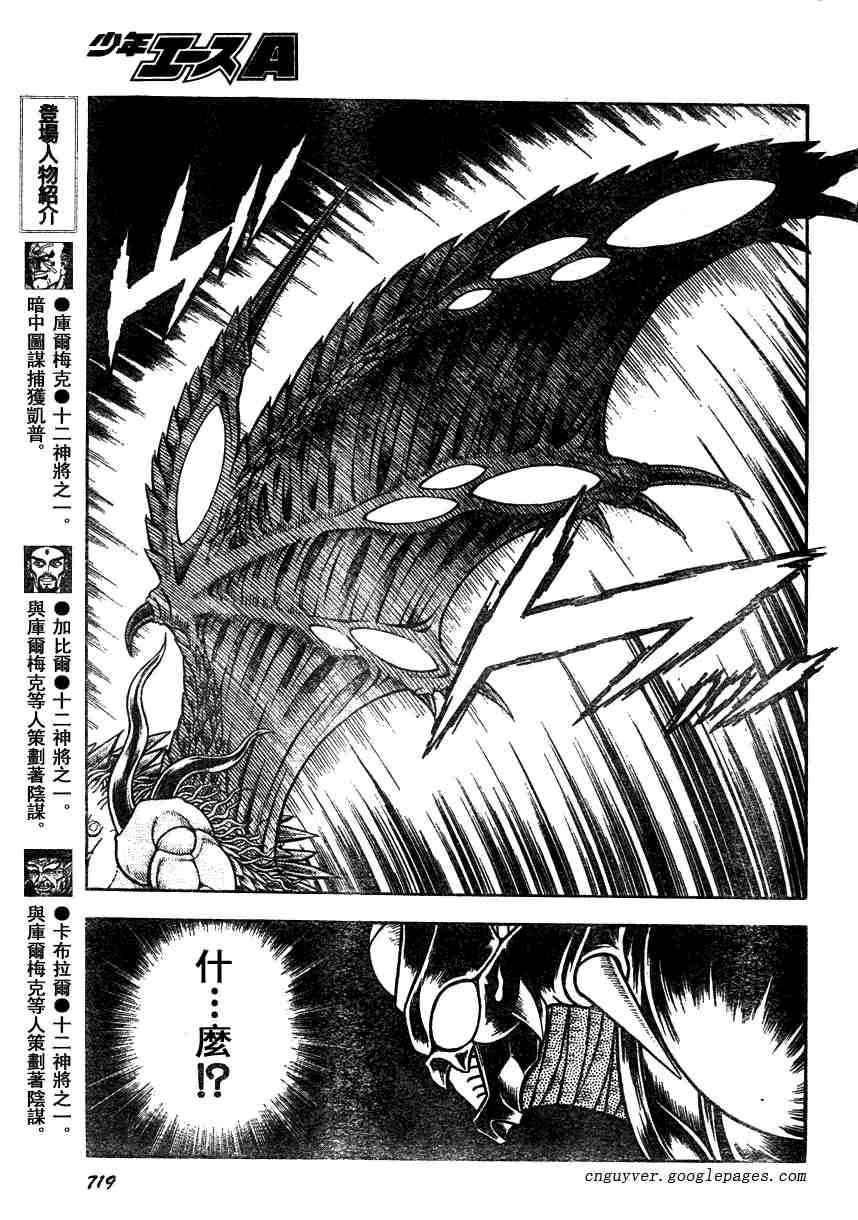 少年エースA
登場人物紹介
●庫爾梅克●十二神將之一。
暗中圖謀捕獲凱普。
●加比爾●十二神將之一。
與庫爾梅克等人策劃著陰謀。
●卡布拉爾●十二神將之一。
與庫爾梅克等人策劃著陰謀。
什…麼!?
719
cnguyver.googlepages.com